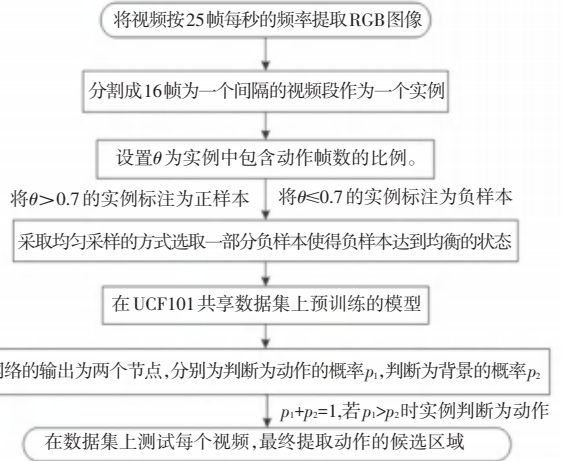 将视频按25帧每秒的频率提取RGB图像
分割成16帧为一个间隔的视频段作为一个实例
设置θ为实例中包含动作帧数的比例。
将θ>0.7的实例标注为正样本 将θ≤0.7的实例标注为负样本
采取均匀采样的方式选取一部分负样本使得负样本达到均衡的状态
在UCF101共享数据集上预训练的模型
网络的输出为两个节点,分别为判断为动作的概率p₁,判断为背景的概率p₂
p₁+p₂=1,若p₁>p₂时实例判断为动作
在数据集上测试每个视频,最终提取动作的候选区域